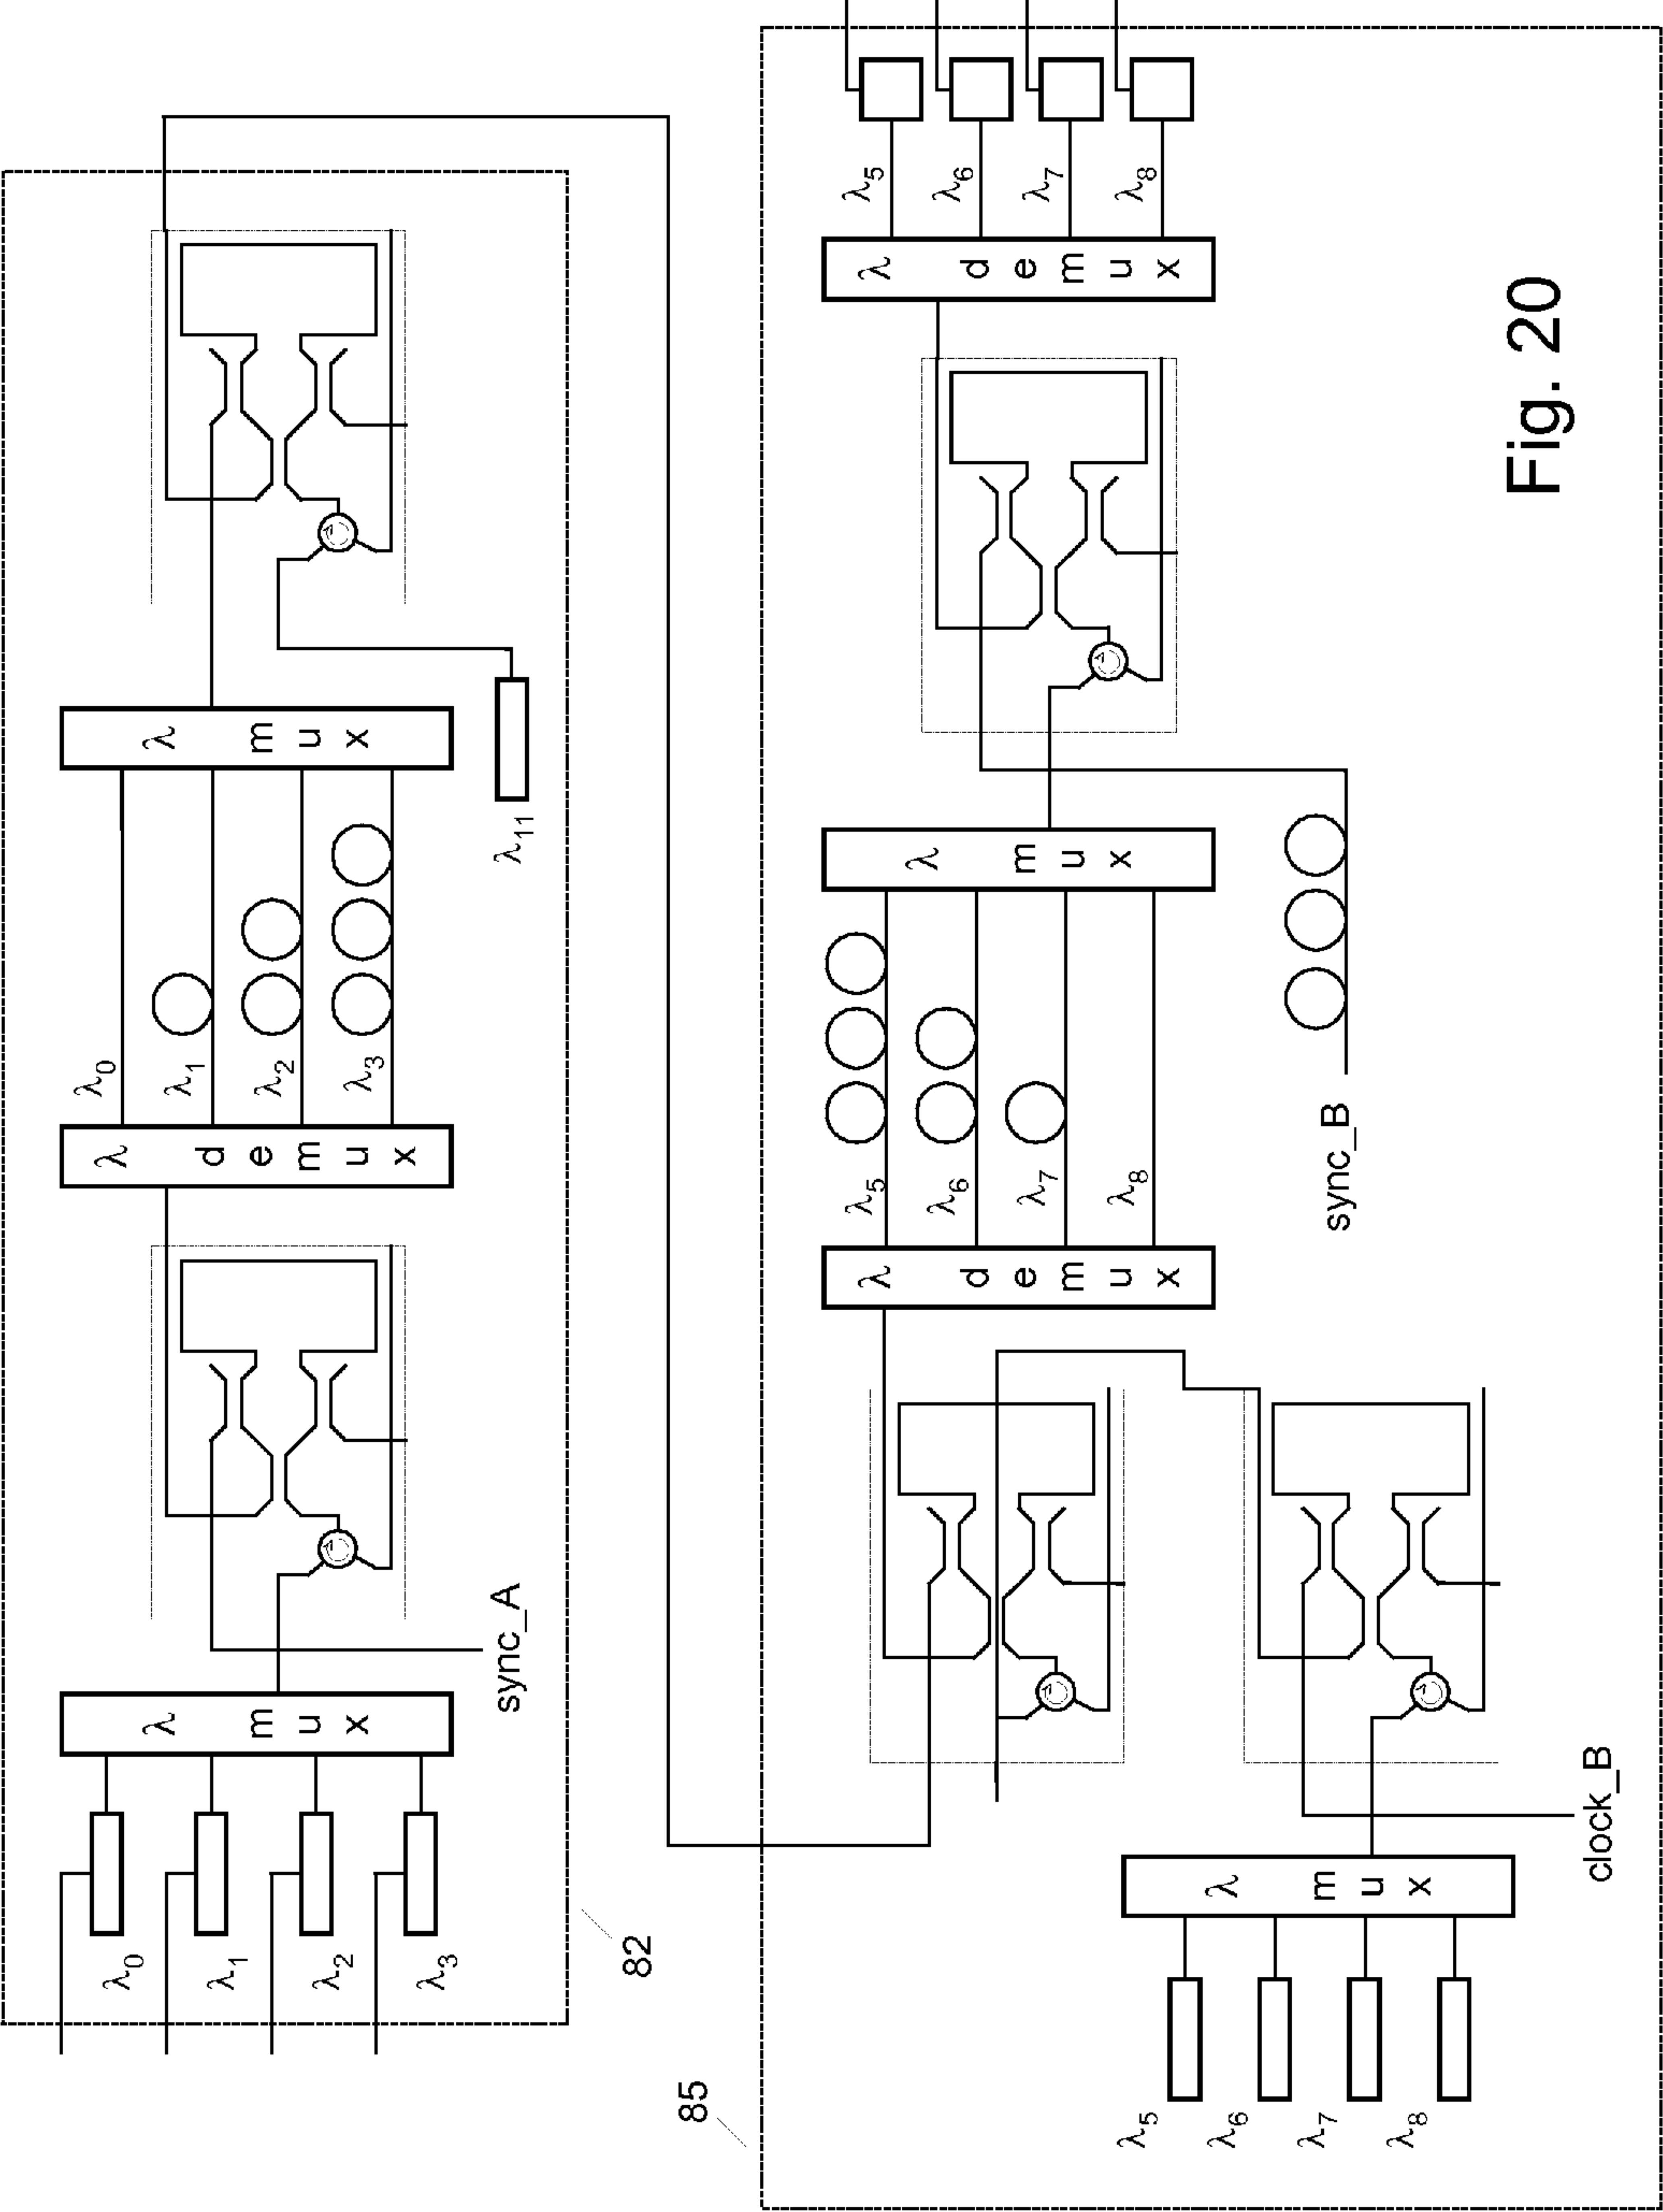 λ0
λ1
λ2
λ3
λ mux
sync_A
λ demux
λ0
λ1
λ2
λ3
λ mux
λ11
82
85
λ5
λ6
λ7
λ8
λ mux
clock_B
λ demux
λ5
λ6
λ7
λ8
λ mux
sync_B
λ demux
λ5
λ6
λ7
λ8
Fig. 20